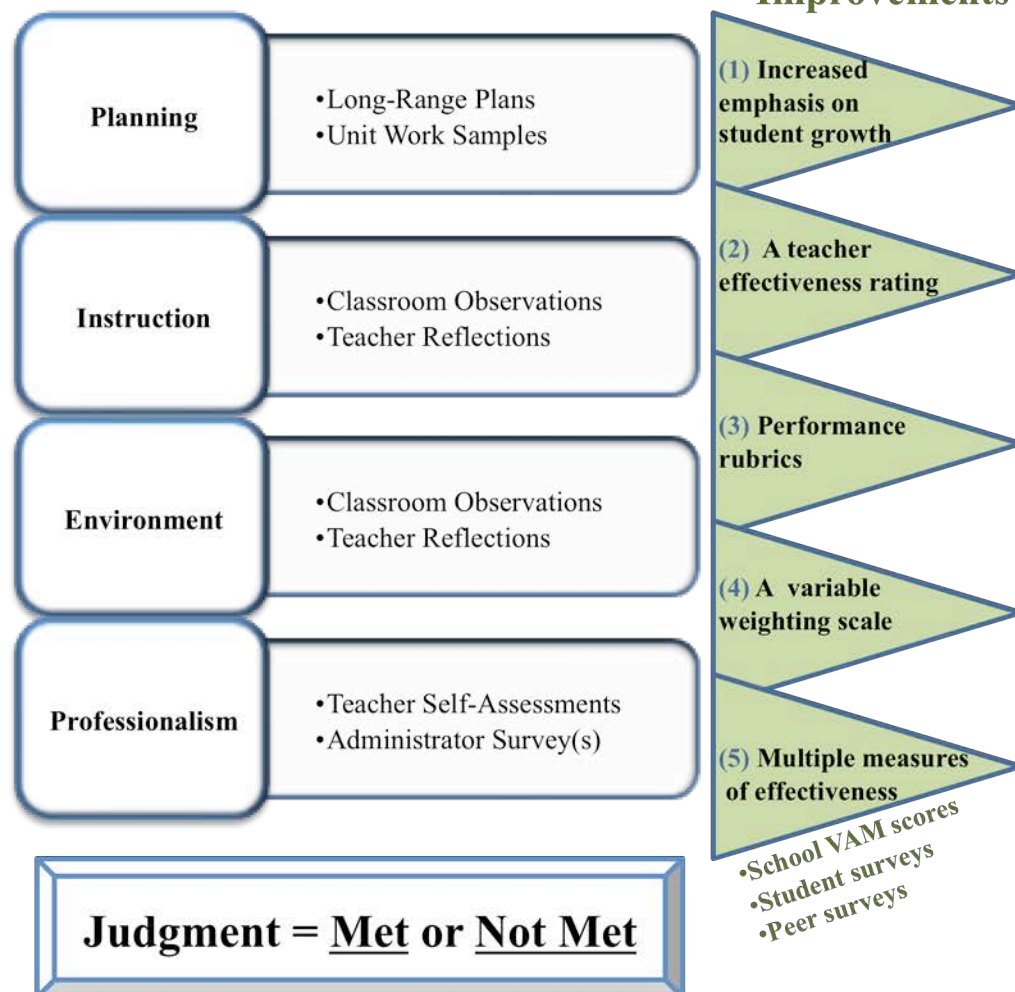 Improvements
Planning
•Long-Range Plans
•Unit Work Samples
Instruction
•Classroom Observations
•Teacher Reflections
Environment
•Classroom Observations
•Teacher Reflections
Professionalism
•Teacher Self-Assessments
•Administrator Survey(s)
Judgment = Met or Not Met
(1) Increased
emphasis on
student growth
(2) A teacher
effectiveness rating
(3) Performance
rubrics
(4) A variable
weighting scale
(5) Multiple measures
of effectiveness
•School VAM scores
•Student surveys
•Peer surveys